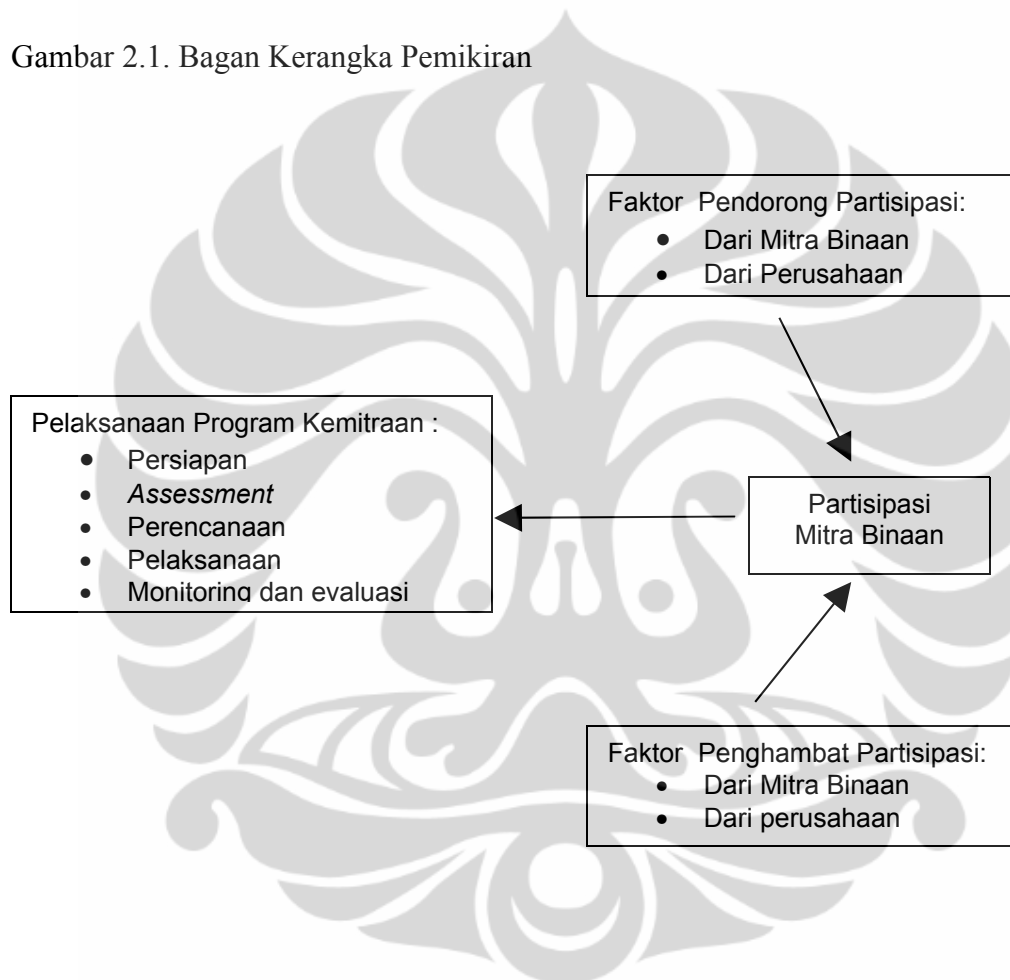 Gambar 2.1. Bagan Kerangka Pemikiran
Faktor Pendorong Partisipasi:
• Dari Mitra Binaan
• Dari Perusahaan
Pelaksanaan Program Kemitraan :
• Persiapan
• Assessment
• Perencanaan
• Pelaksanaan
• Monitoring dan evaluasi
Partisipasi
Mitra Binaan
Faktor Penghambat Partisipasi:
• Dari Mitra Binaan
• Dari perusahaan